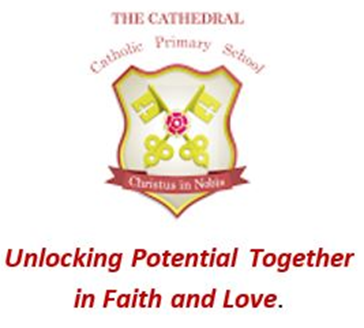 THE CATHEDRAL
Catholic Primary School
Christus in Nobis
Unlocking Potential Together
in Faith and Love.